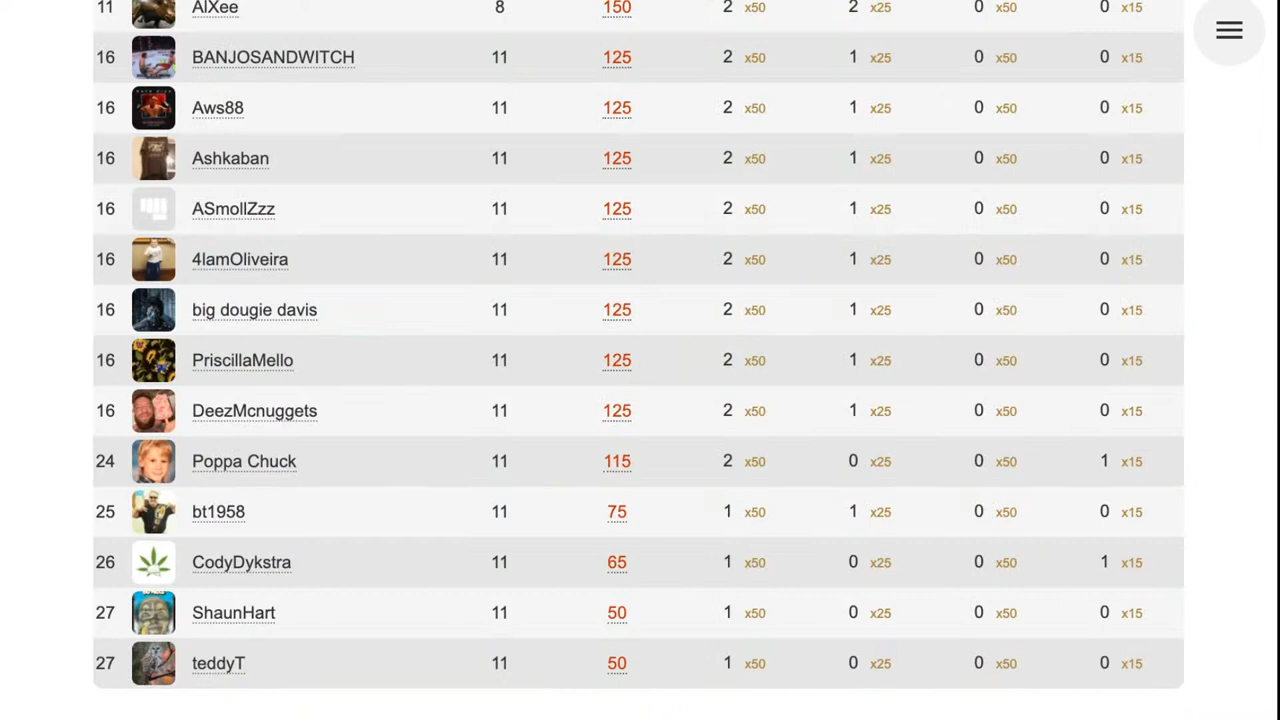 11 AlXee 8 150 2 x50 2 x25 0 x50 0 x15
16 BANJOSANDWI 11 125 2 x50 1 x25 0 x50 0 x15
16 Aws88 11 125 2 x50 1 x25 0 x50 0 x15
16 Ashkaban 11 125 2 x50 1 x25 0 x50 0 x15
16 ASmollZzz 11 125 2 x50 1 x25 0 x50 0 x15
16 4IamOliveira 11 125 2 x50 1 x25 0 x50 0 x15
16 big dougie davis 11 125 2 x50 1 x25 0 x50 0 x15
16 PriscillaMello 11 125 2 x50 1 x25 0 x50 0 x15
16 DeezMcnuggets 11 125 2 x50 1 x25 0 x50 0 x15
24 Poppa Chuck 11 115 2 x50 0 x25 0 x50 1 x15
25 bt1958 11 75 1 x50 1 x25 0 x50 0 x15
26 CodyDykstra 11 65 1 x50 0 x25 0 x50 1 x15
27 ShaunHart 11 50 1 x50 0 x25 0 x50 0 x15
27 teddyT 11 50 1 x50 0 x25 0 x50 0 x15